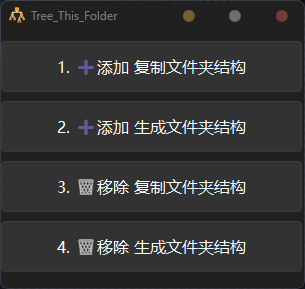 Tree_This_Folder
1. ➕添加 复制文件夹结构
2. ➕添加 生成文件夹结构
3. 🗑移除 复制文件夹结构
4. 🗑移除 生成文件夹结构